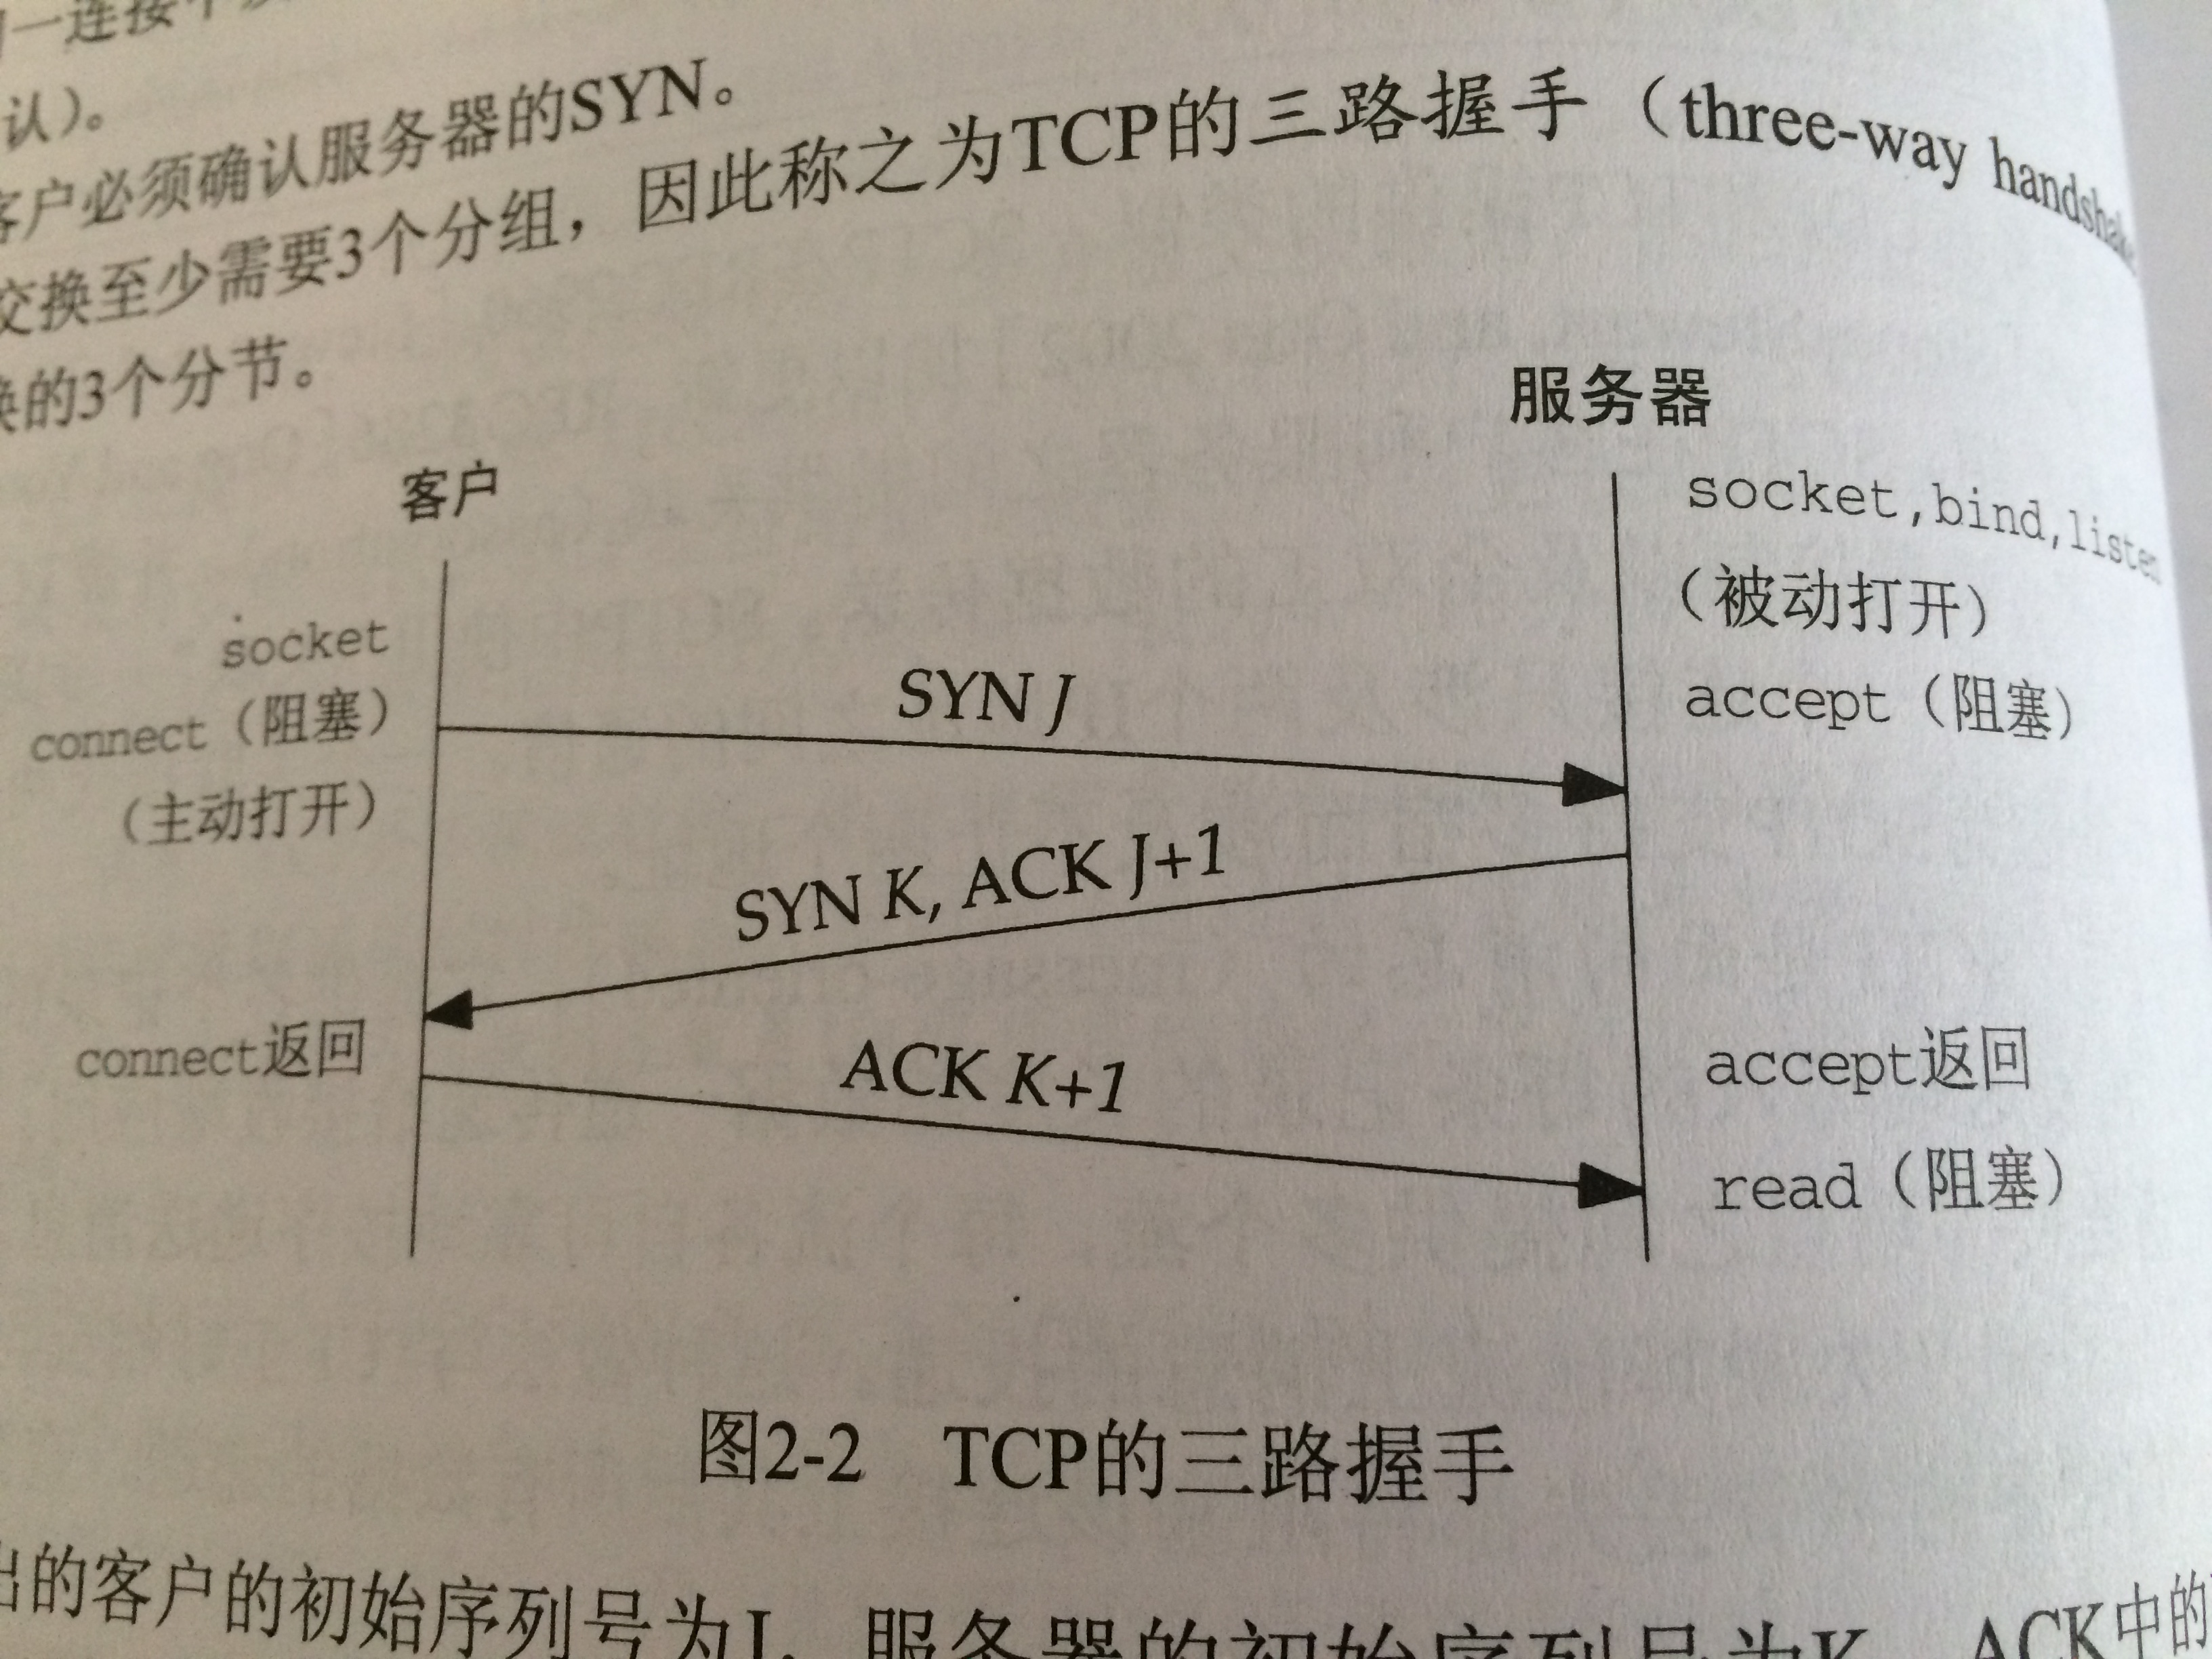 一连接中
认）。
客户必须确认服务器的SYN。
交换至少需要3个分组，因此称之为TCP的三路握手（three-way handshake
换的3个分节。
客户
服务器
socket
connect（阻塞）
（主动打开）
socket,bind,listen
（被动打开）
accept（阻塞）
SYN J
SYN K, ACK J+1
connect返回
ACK K+1
accept返回
read（阻塞）
图2-2 TCP的三路握手
出的客户的初始序列号为J，服务器的初始序列号为K，ACK中的